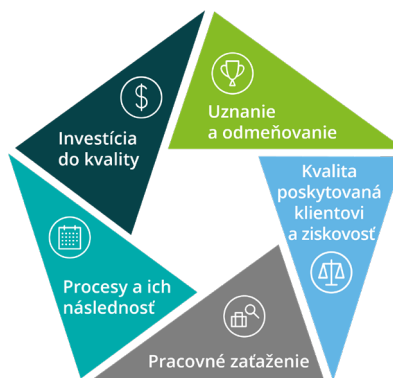 Uznanie
a odmeňovanie
Investícia
do kvality
Kvalita
poskytovaná
klientovi
a ziskovosť
Procesy a ich
následnosť
Pracovné zaťaženie